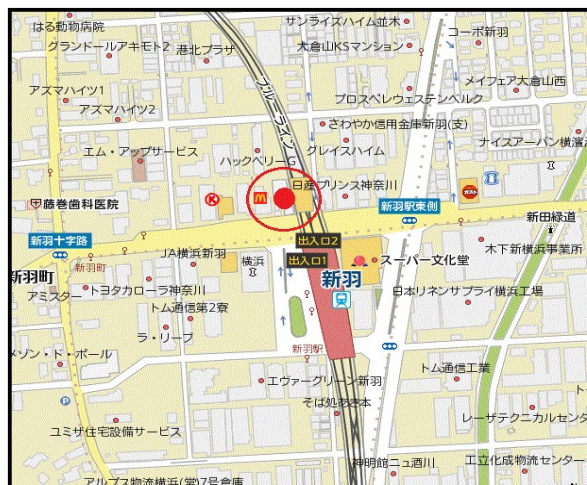 はる動物病院
サンライズハイム並木
コーポ新羽
グランドールアキモト2
港北プラザ
犬倉山KSマンション
アズマハイツ1
メイフェア大倉山西
アズマハイツ2
プロスペレウェステンベルク
ブルーライン
さわやか信用金庫新羽(支)
エム・アップサービス
ハックベリーG
グレイスハイム
ナイスアーバン横濱
日産プリンス神奈川
ガスト
K
m
藤巻歯科医院
新羽駅東側
新田緑道
新羽十字路
出入口2
JA横浜新羽
横浜
出入口1
スーパー文化堂
木下新横浜事業所
新羽町
新羽町
新羽
アミスター
トヨタカローラ神奈川
日本リネンサプライ横浜工場
トム通信第2寮
ラ・リーブ
メゾン・ド・ポール
新羽駅
トム通信工業
エヴァーグリーン新羽
P
そば処あき本
レーザテクニカルセンタ
ユミザ住宅設備サービス
神明館ニュ酒川
工立化成物流センター
アルプス物流横浜(営)7号倉庫